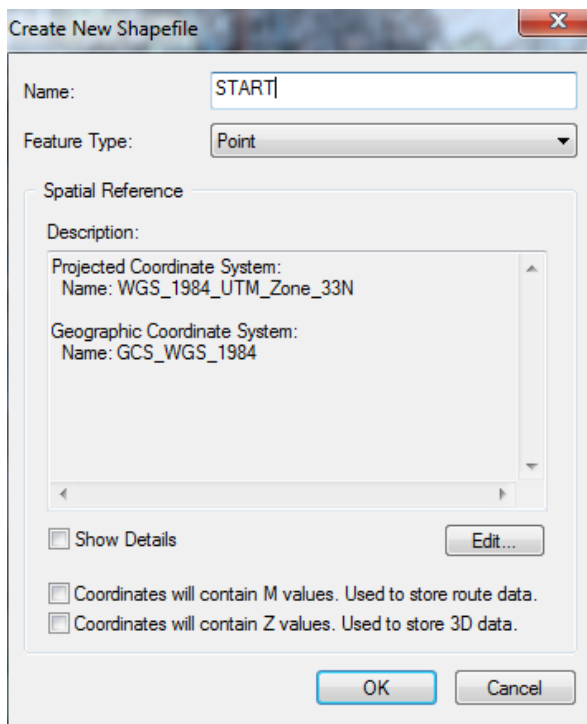 Create New Shapefile
Name: START
Feature Type: Point
Spatial Reference
Description:
Projected Coordinate System:
Name: WGS_1984_UTM_Zone_33N
Geographic Coordinate System:
Name: GCS_WGS_1984
Show Details
Edit...
Coordinates will contain M values. Used to store route data.
Coordinates will contain Z values. Used to store 3D data.
OK Cancel